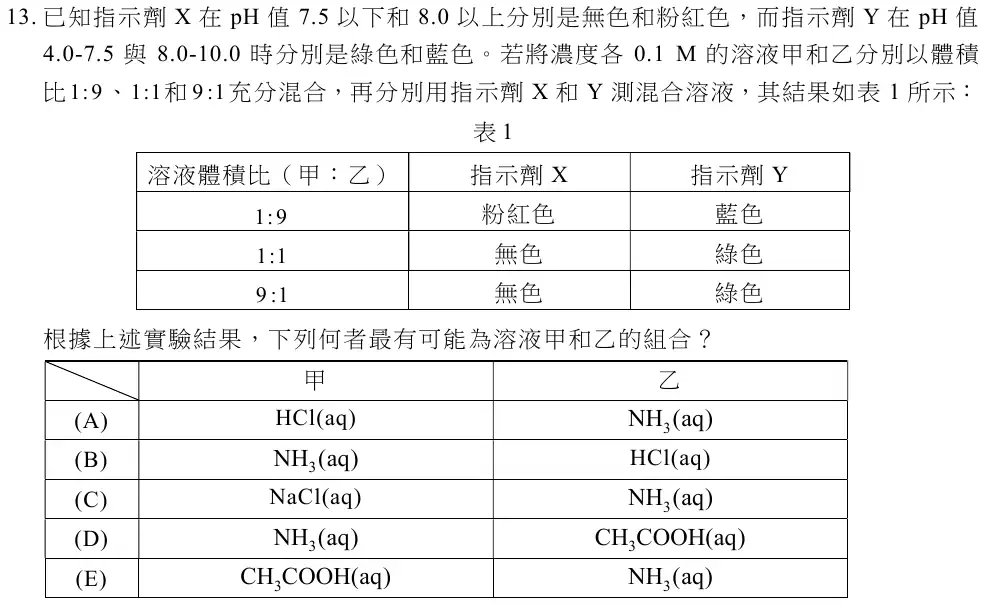 13. 已知指示劑 X 在 pH 值 7.5 以下和 8.0 以上分別是無色和粉紅色，而指示劑 Y 在 pH 值
4.0-7.5 與 8.0-10.0 時分別是綠色和藍色。若將濃度各 0.1 M 的溶液甲和乙分別以體積
比1:9、1:1和9:1充分混合，再分別用指示劑 X 和 Y 測混合溶液，其結果如表 1 所示：
表 1
溶液體積比（甲：乙） 指示劑 X 指示劑 Y
1:9 粉紅色 藍色
1:1 無色 綠色
9:1 無色 綠色
根據上述實驗結果，下列何者最有可能為溶液甲和乙的組合？
甲 乙
(A) HCl(aq) NH₃(aq)
(B) NH₃(aq) HCl(aq)
(C) NaCl(aq) NH₃(aq)
(D) NH₃(aq) CH₃COOH(aq)
(E) CH₃COOH(aq) NH₃(aq)